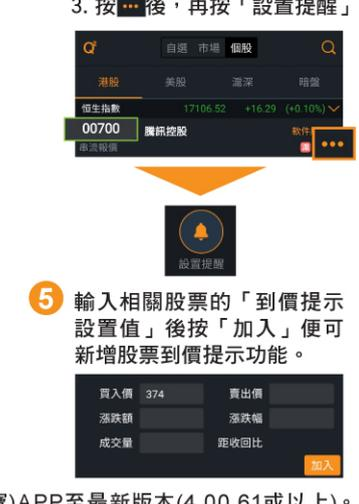 3. 按 ••• 後，再按「設置提醒」
自選 市場 個股
港股 美股 滬深 暗盤
恒生指數 17106.52 +16.29 (+0.10%)
00700 騰訊控股 軟件
串流報價
設置提醒
5 輸入相關股票的「到價提示
設置值」後按「加入」便可
新增股票到價提示功能。
買入價 374 賣出價
漲跌額 漲跌幅
成交量 距收回比
加入
APP至最新版本(4.00.61或以上)。